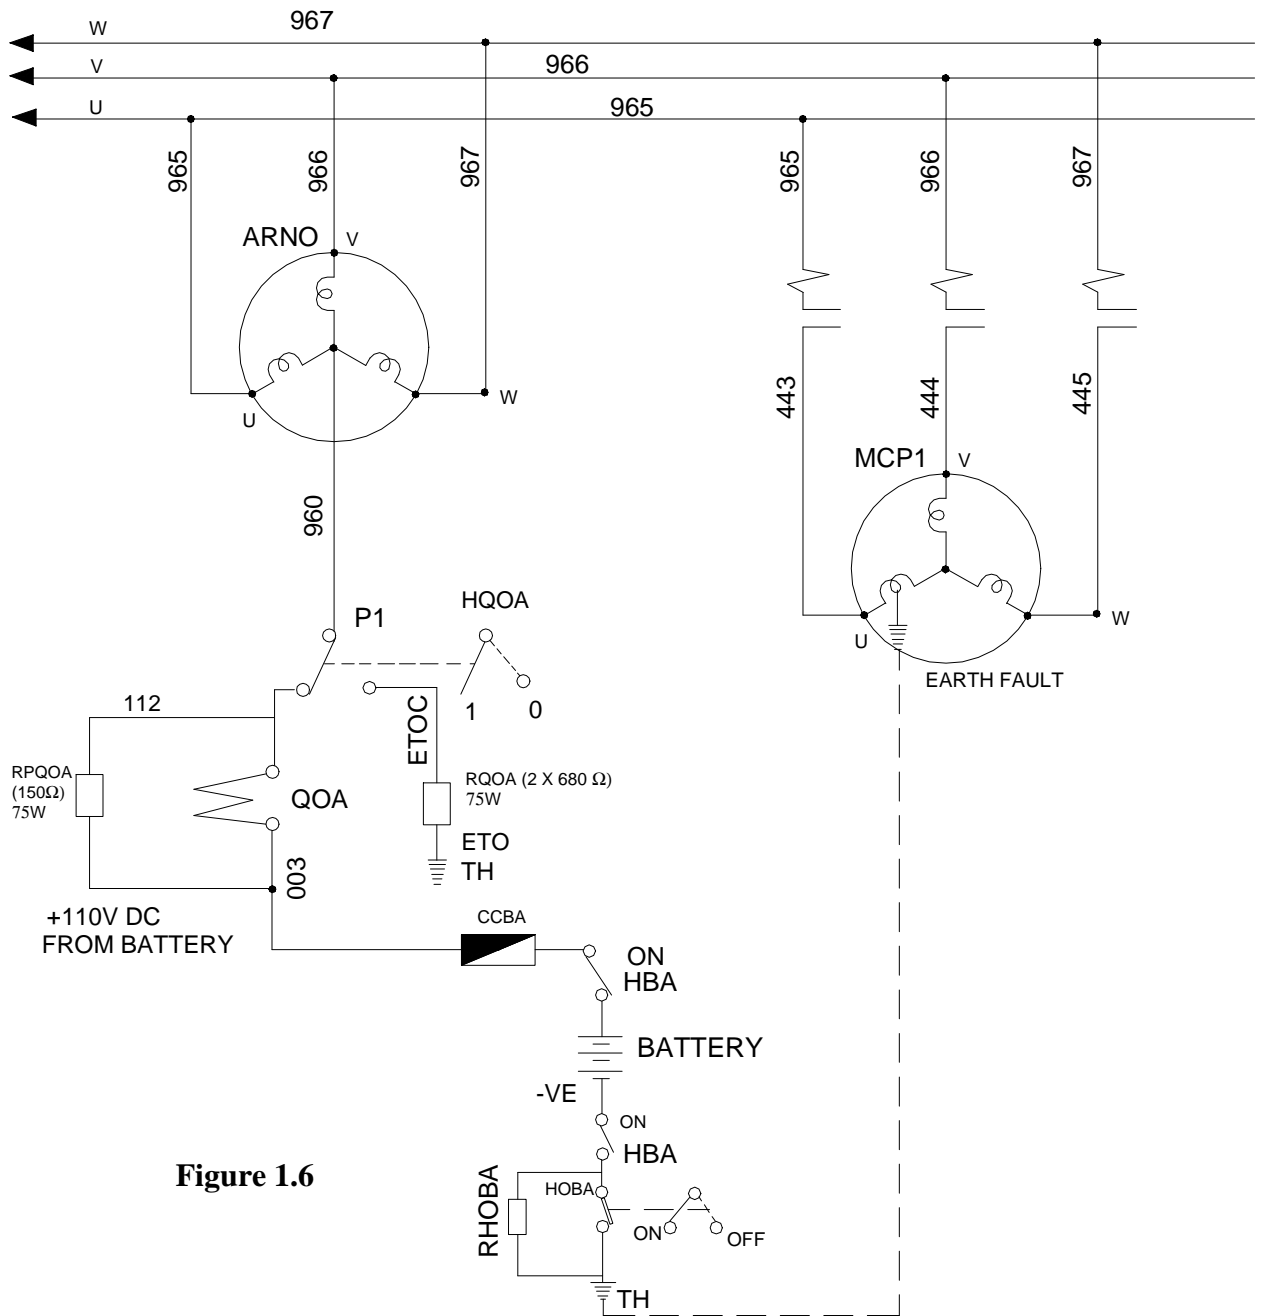 W
967
V
966
U
965
965
966
967
965
966
967
ARNO
V
U
W
443
444
445
MCP1
V
U
W
EARTH FAULT
960
P1
HQOA
1
0
112
ETOC
RPQOA
(150Ω)
75W
QOA
RQOA (2 X 680 Ω)
75W
ETO
TH
003
+110V DC
FROM BATTERY
CCBA
ON
HBA
BATTERY
-VE
ON
HBA
Figure 1.6
RHOBA
HOBA
ON
OFF
TH